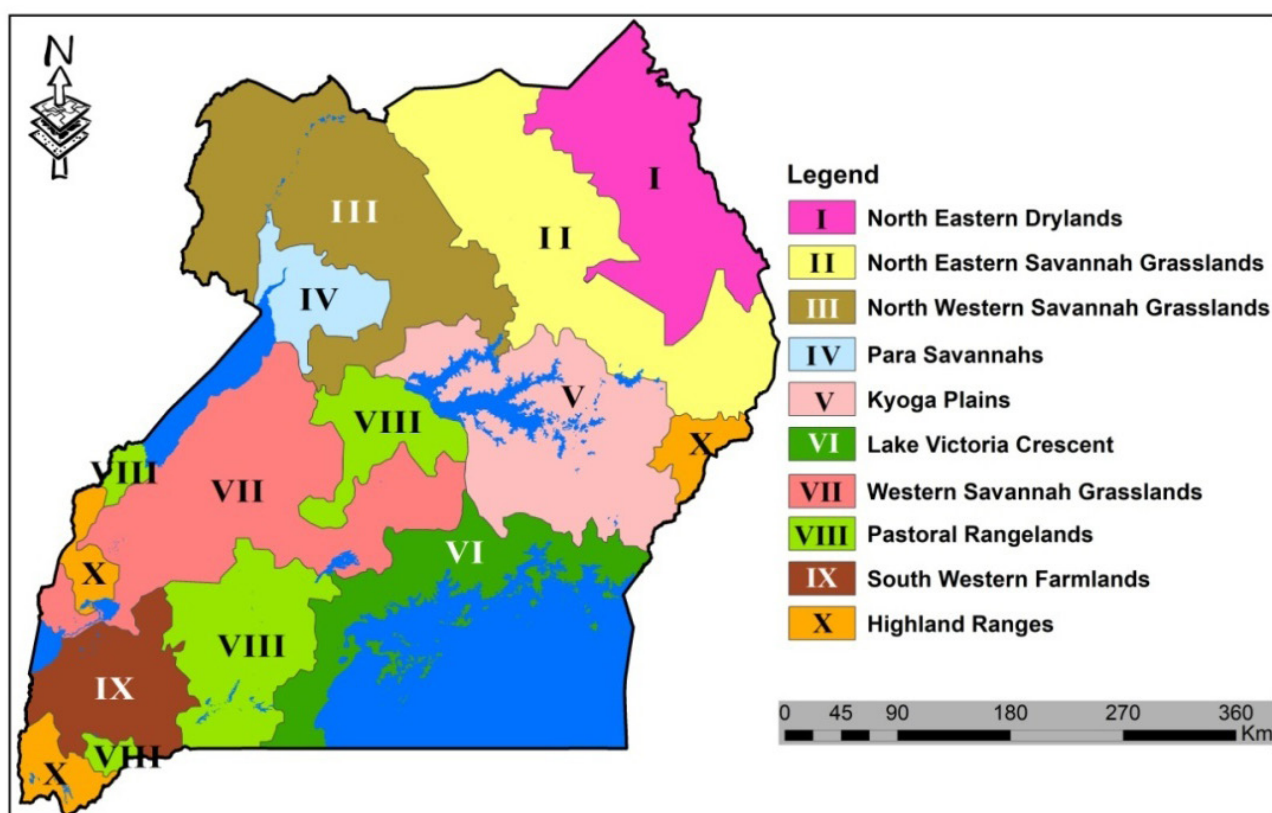 N
I
II
III
IV
V
VIII
X
VIII
VII
VI
X
VIII
IX
VIII
X
Legend
I North Eastern Drylands
II North Eastern Savannah Grasslands
III North Western Savannah Grasslands
IV Para Savannahs
V Kyoga Plains
VI Lake Victoria Crescent
VII Western Savannah Grasslands
VIII Pastoral Rangelands
IX South Western Farmlands
X Highland Ranges
0 45 90 180 270 360
Km